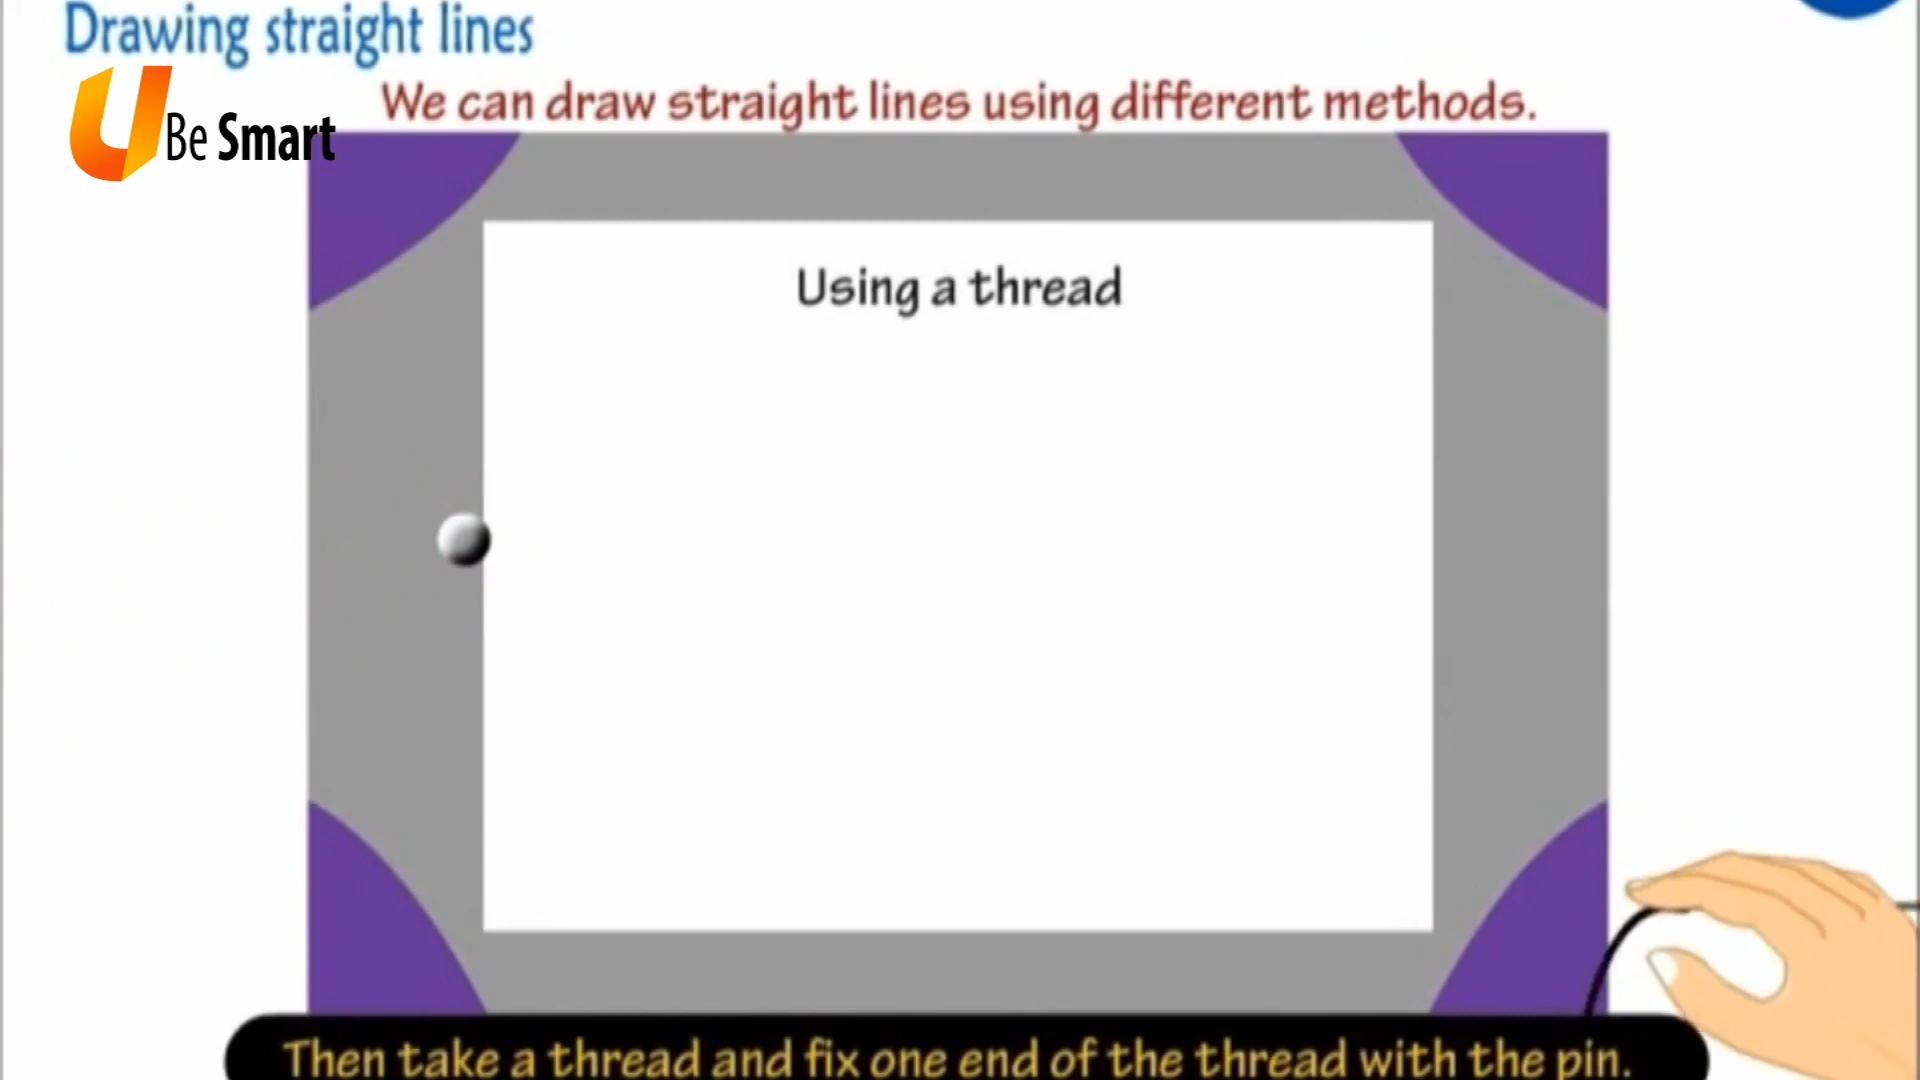 Drawing straight lines
U Be Smart
We can draw straight lines using different methods.
Using a thread
Then take a thread and fix one end of the thread with the pin.